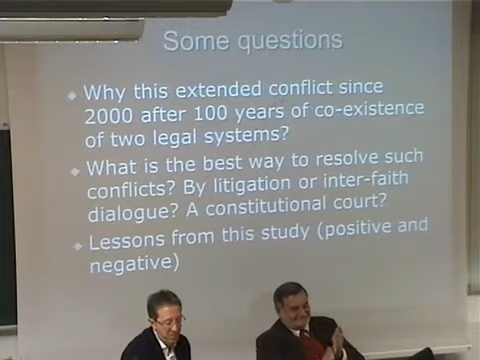 Some questions
Why this extended conflict since
2000 after 100 years of co-existence
of two legal systems?
What is the best way to resolve such
conflicts? By litigation or inter-faith
dialogue? A constitutional court?
Lessons from this study (positive and
negative)